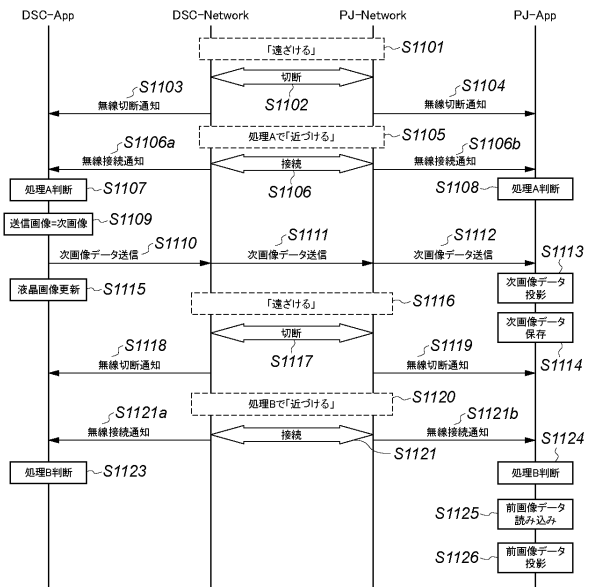 DSC-App DSC-Network PJ-Network PJ-App
「遠ざける」 S1101
切断
S1102
S1103
無線切断通知
S1104
無線切断通知
処理Aで「近づける」 S1105
S1106a
無線接続通知
接続
S1106
S1106b
無線接続通知
処理A判断 S1107
S1108 処理A判断
送信画像=次画像 S1109
S1110
次画像データ送信
S1111
次画像データ送信
S1112
次画像データ送信
S1113
次画像データ
投影
液晶画像更新 S1115
「遠ざける」 S1116
次画像データ
保存
S1114
切断
S1117
S1118
無線切断通知
S1119
無線切断通知
処理Bで「近づける」 S1120
S1121a
無線接続通知
接続
S1121
S1121b
無線接続通知
処理B判断 S1123
S1124
処理B判断
S1125 前画像データ
読み込み
S1126 前画像データ
投影